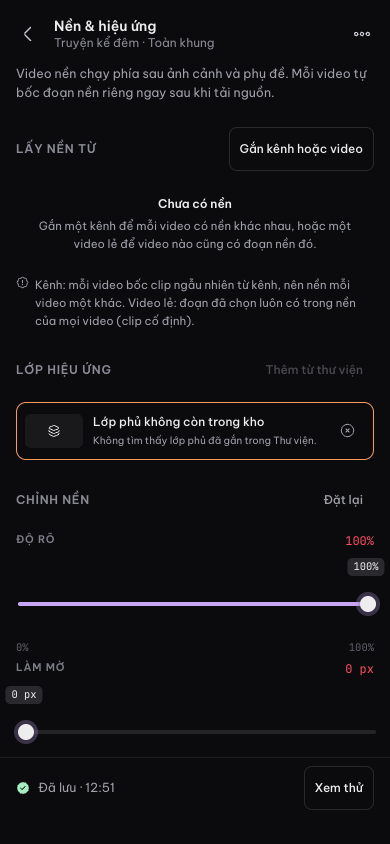 Nền & hiệu ứng
Truyện kể đêm · Toàn khung
Video nền chạy phía sau ảnh cảnh và phụ đề. Mỗi video tự
bốc đoạn nền riêng ngay sau khi tải nguồn.
LẤY NỀN TỪ
Gắn kênh hoặc video
Chưa có nền
Gắn một kênh để mỗi video có nền khác nhau, hoặc một
video lẻ để video nào cũng có đoạn nền đó.
Kênh: mỗi video bốc clip ngẫu nhiên từ kênh, nên nền mỗi
video một khác. Video lẻ: đoạn đã chọn luôn có trong nền
của mọi video (clip cố định).
LỚP HIỆU ỨNG
Thêm từ thư viện
Lớp phủ không còn trong kho
Không tìm thấy lớp phủ đã gắn trong Thư viện.
CHỈNH NỀN
Đặt lại
ĐỘ RÕ
100%
100%
0%
100%
LÀM MỜ
0 px
0 px
Đã lưu · 12:51
Xem thử